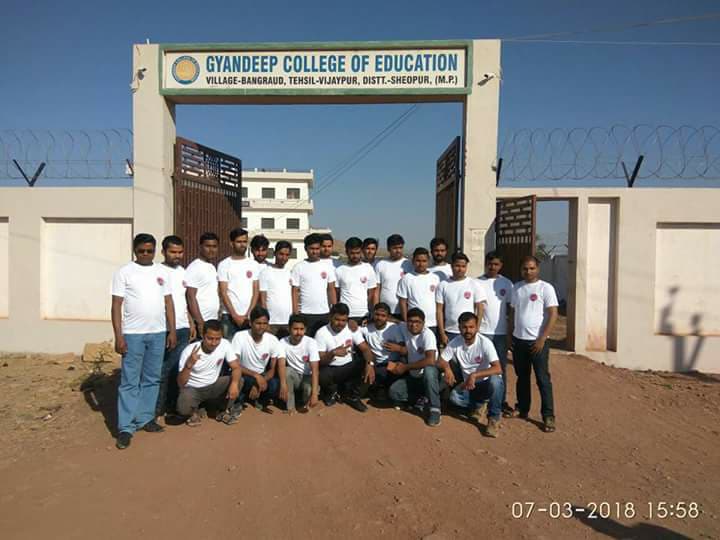 GYANDEEP COLLEGE OF EDUCATION
VILLAGE-BANGRAUD, TEHSIL-VIJAYPUR, DISTT.-SHEOPUR, (M.P.)
07-03-2018 15:58